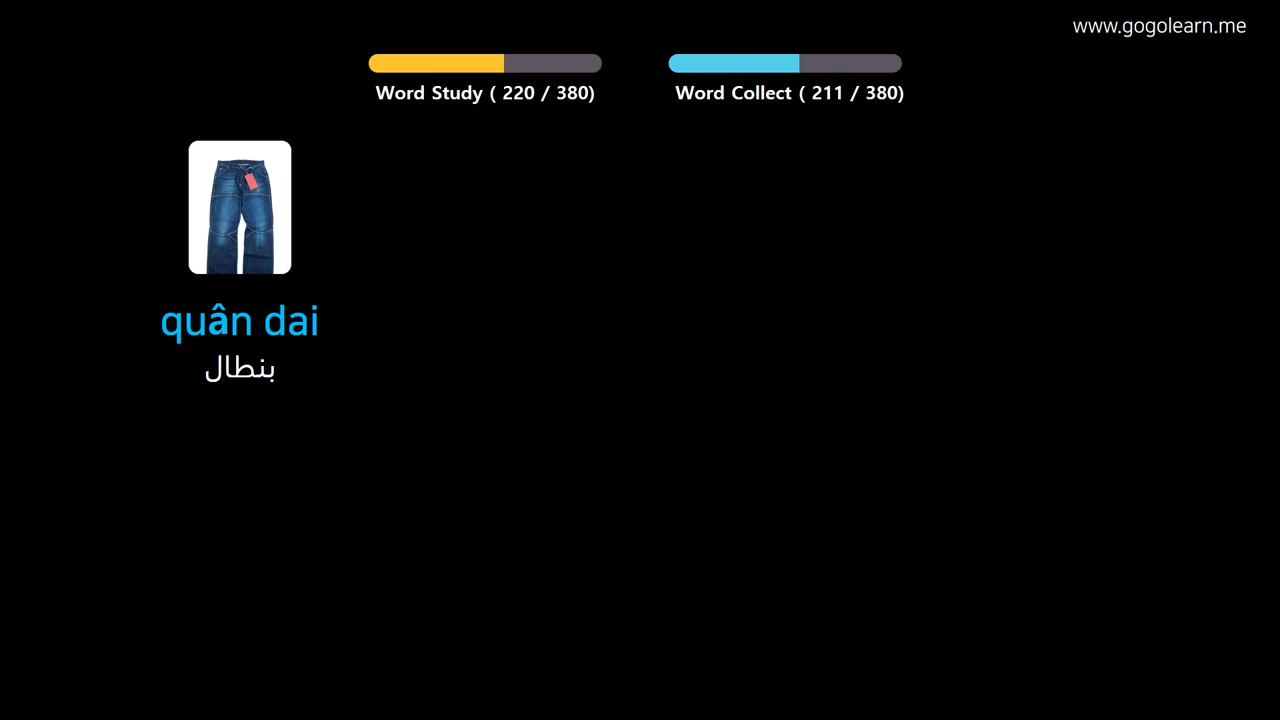 www.gogolearn.me
Word Study ( 220 / 380)
Word Collect ( 211 / 380)
quân dai
بنطال